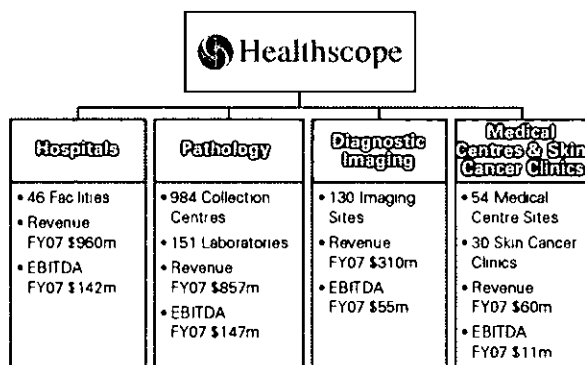 Healthscope
Hospitals
• 46 Facilities
• Revenue
FY07 $960m
• EBITDA
FY07 $142m
Pathology
• 984 Collection
Centres
• 151 Laboratories
• Revenue
FY07 $857m
• EBITDA
FY07 $147m
Diagnostic
Imaging
• 130 Imaging
Sites
• Revenue
FY07 $310m
• EBITDA
FY07 $55m
Medical
Centres & Skin
Cancer Clinics
• 54 Medical
Centre Sites
• 30 Skin Cancer
Clinics
• Revenue
FY07 $60m
• EBITDA
FY07 $11m